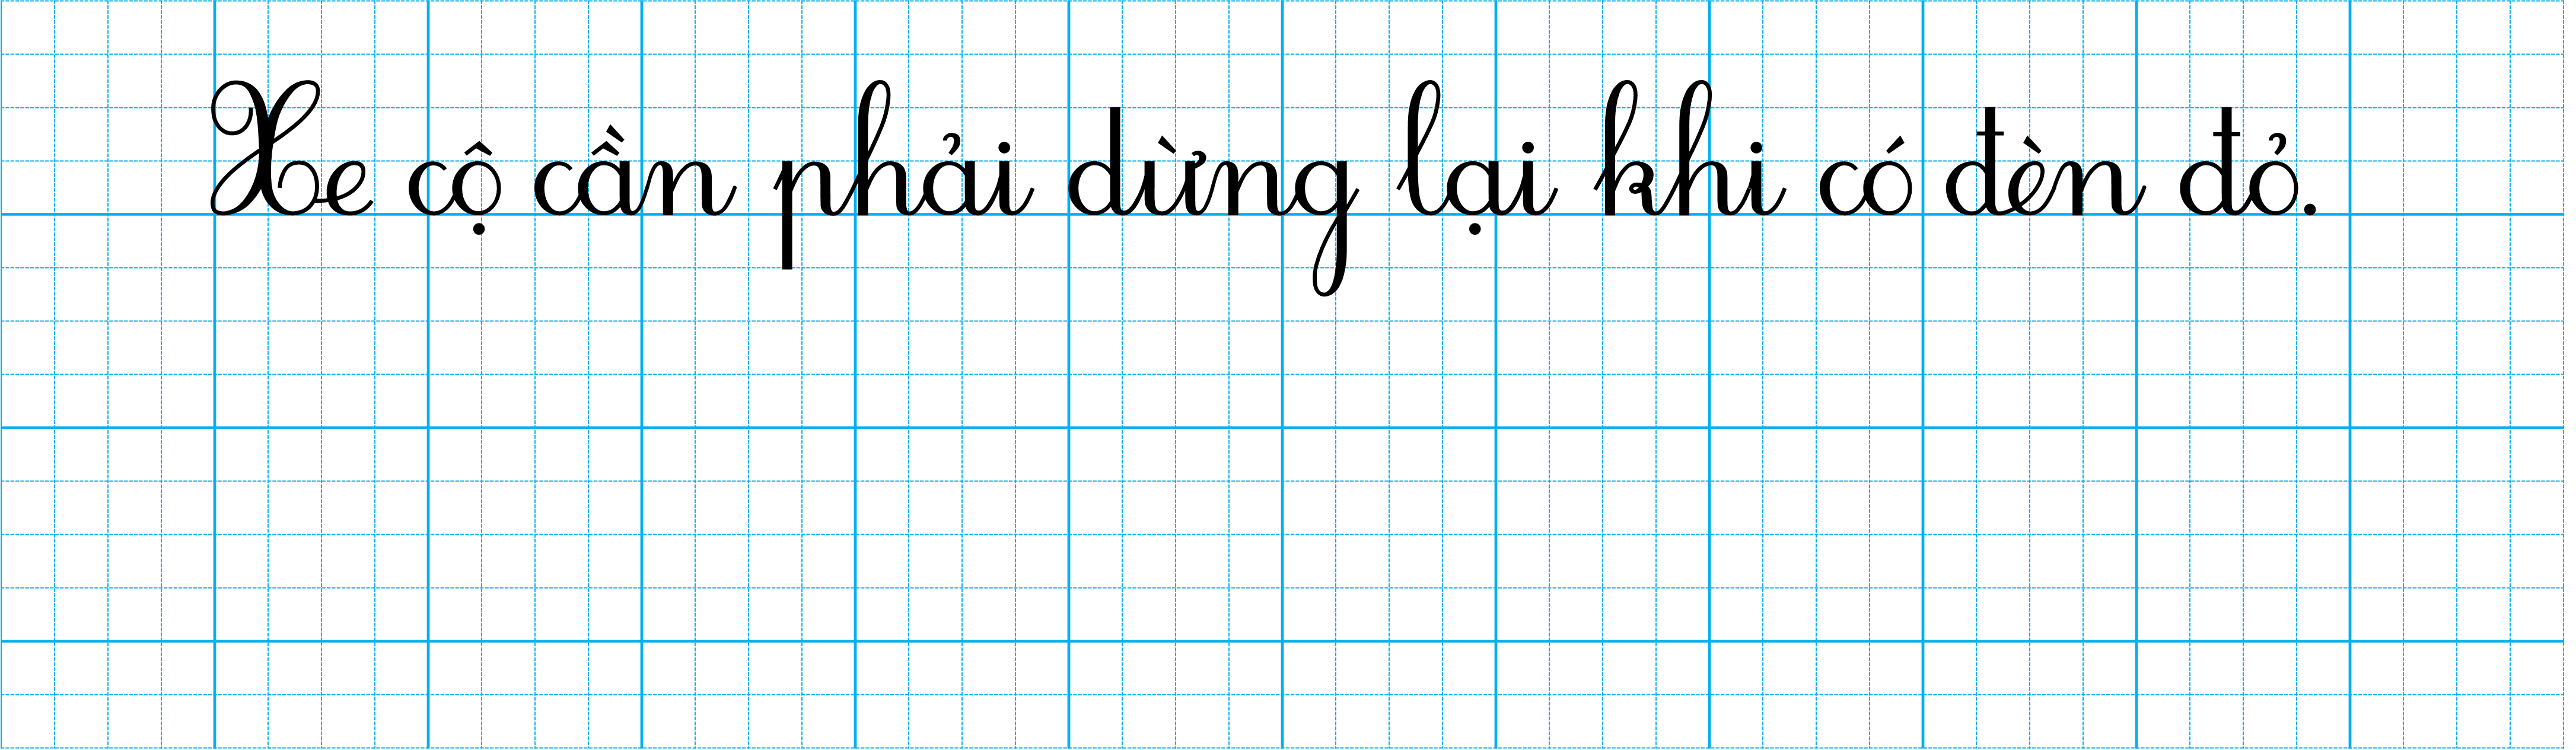 Xe cộ cần phải dừng lại khi có đèn đỏ.